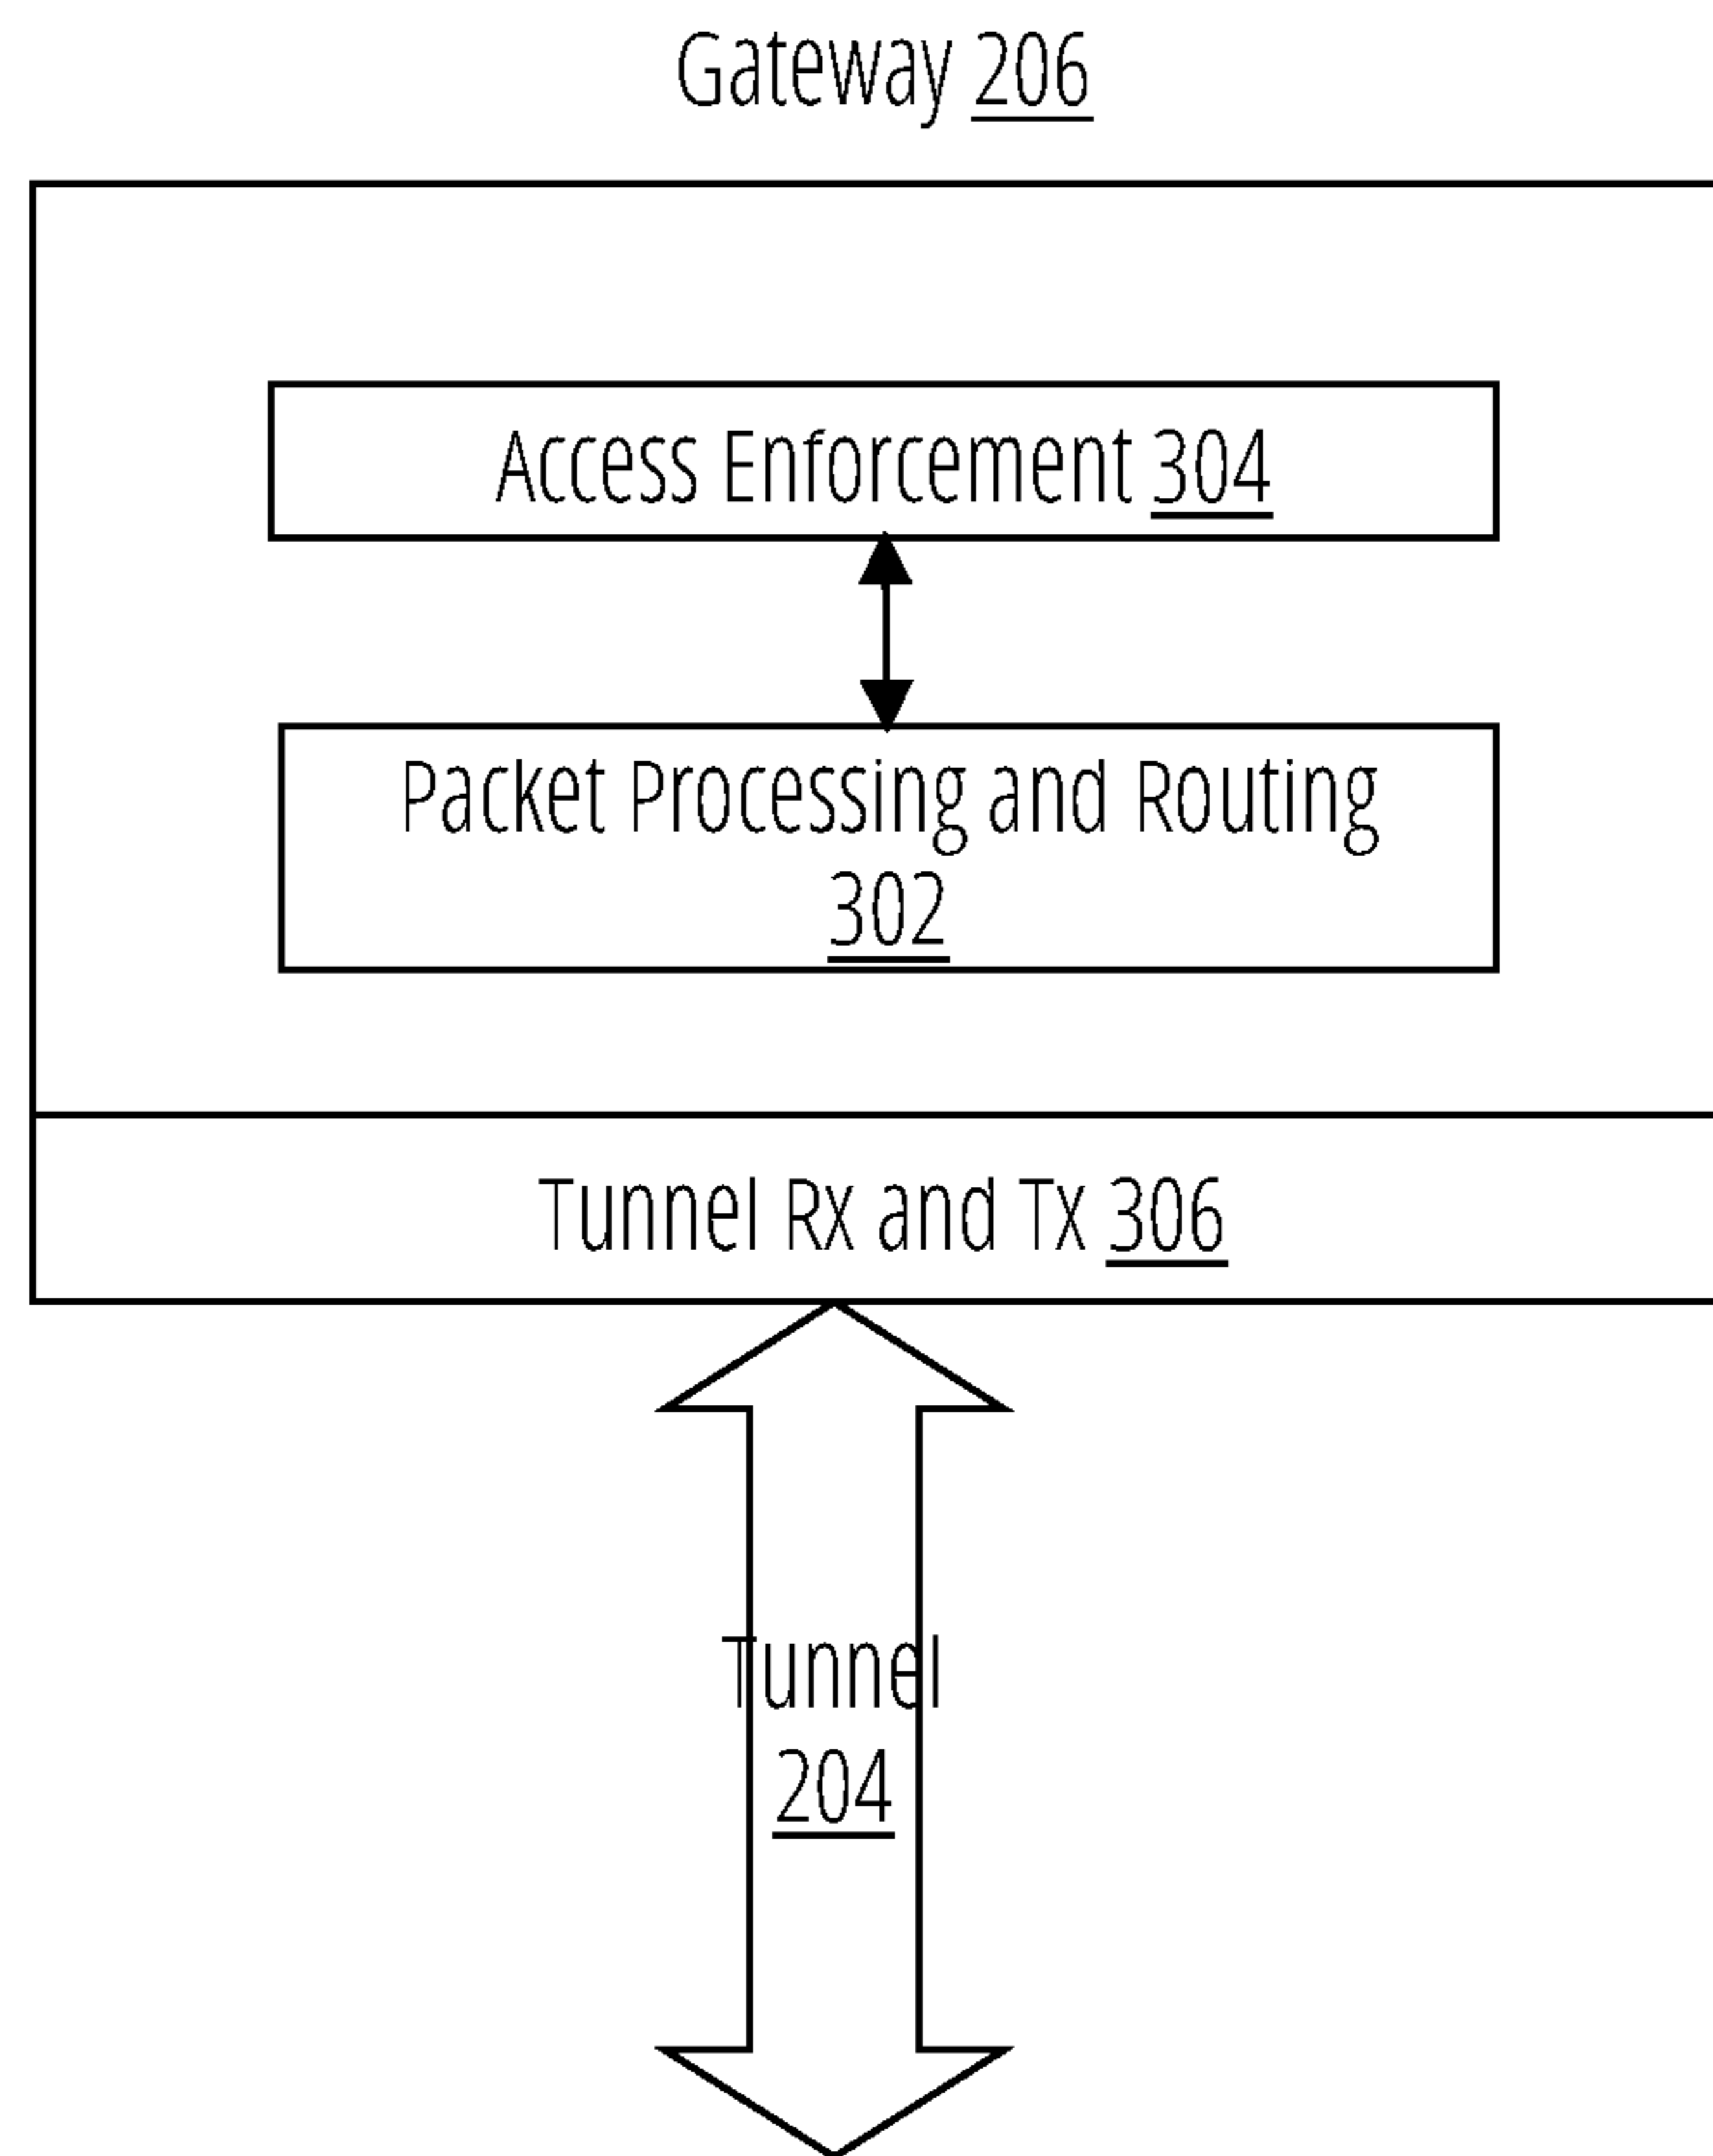 Gateway 206
Access Enforcement 304
Packet Processing and Routing
302
Tunnel Rx and Tx 306
Tunnel
204